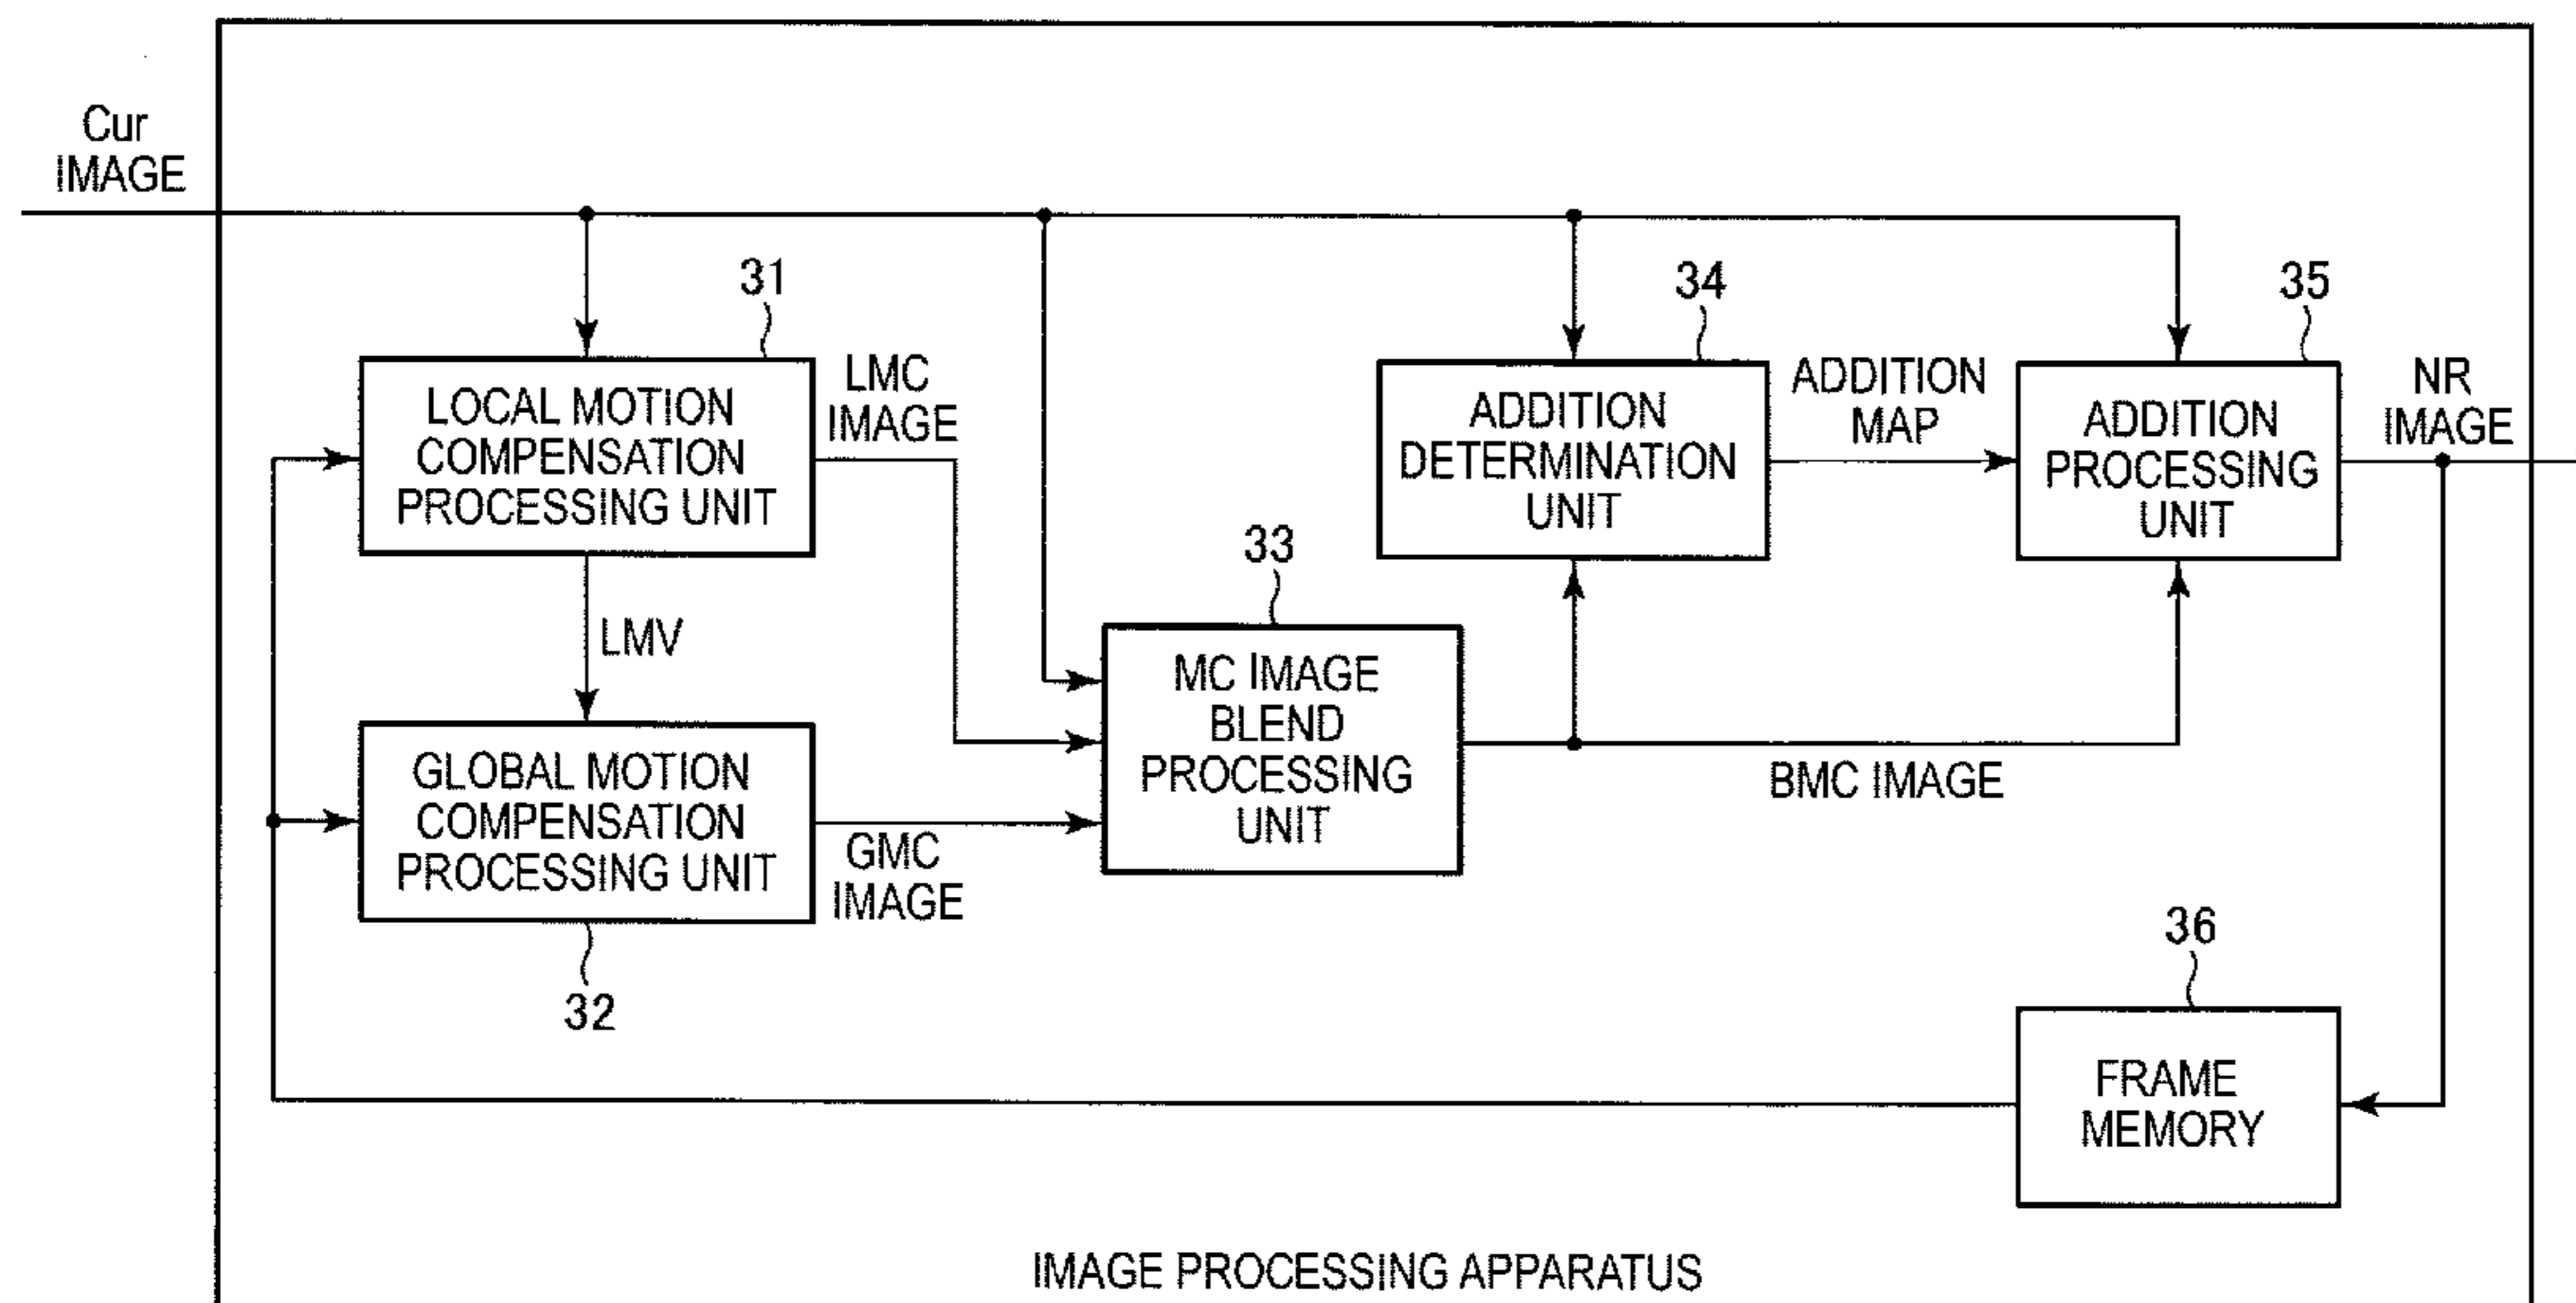 Cur
IMAGE
31
LOCAL MOTION
COMPENSATION
PROCESSING UNIT
LMC
IMAGE
LMV
GLOBAL MOTION
COMPENSATION
PROCESSING UNIT
32
GMC
IMAGE
33
MC IMAGE
BLEND
PROCESSING
UNIT
34
ADDITION
DETERMINATION
UNIT
ADDITION
MAP
35
ADDITION
PROCESSING
UNIT
NR
IMAGE
BMC IMAGE
36
FRAME
MEMORY
IMAGE PROCESSING APPARATUS